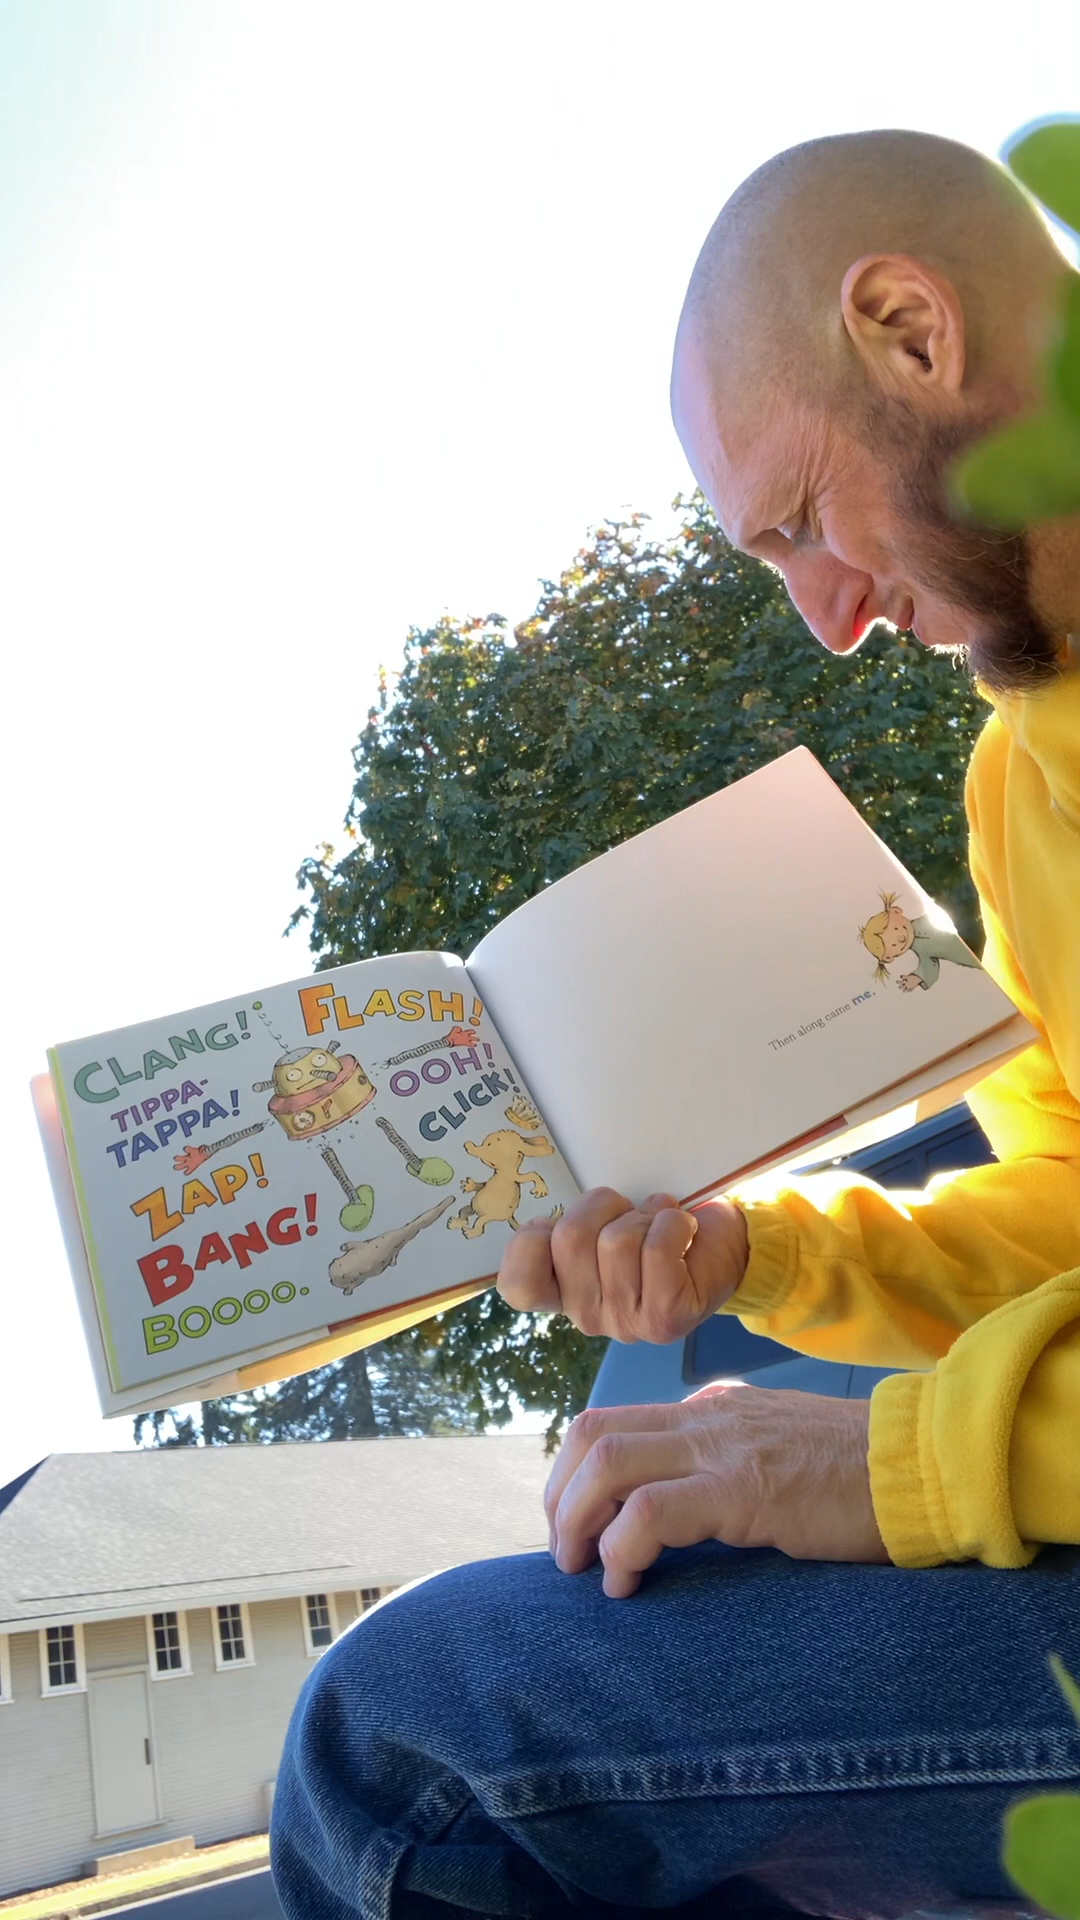 CLANG!
FLASH!
TIPPA-
TAPPA!
OOH!
CLICK!
ZAP!
BANG!
BOOOO.
Then along came me.